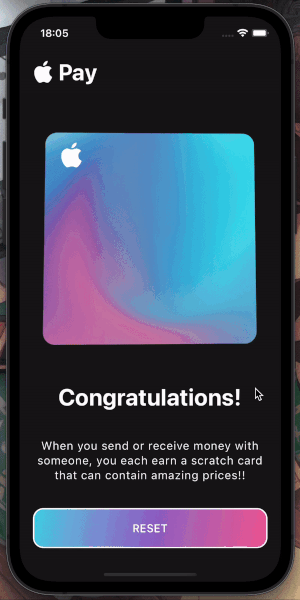 18:05
Pay
Congratulations!
When you send or receive money with
someone, you each earn a scratch card
that can contain amazing prices!!
RESET